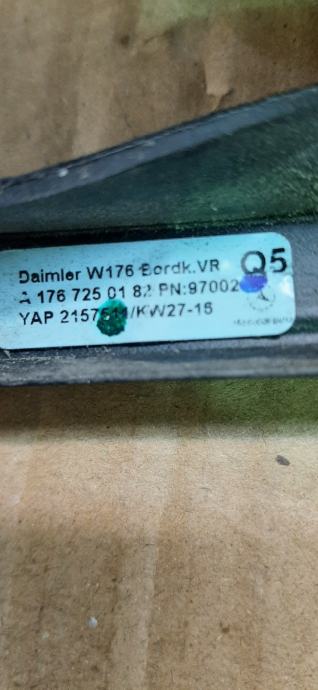 Daimler W176 Bordk.VR Q5
A 176 725 01 82 PN:97002
YAP 2157511/KW27-15